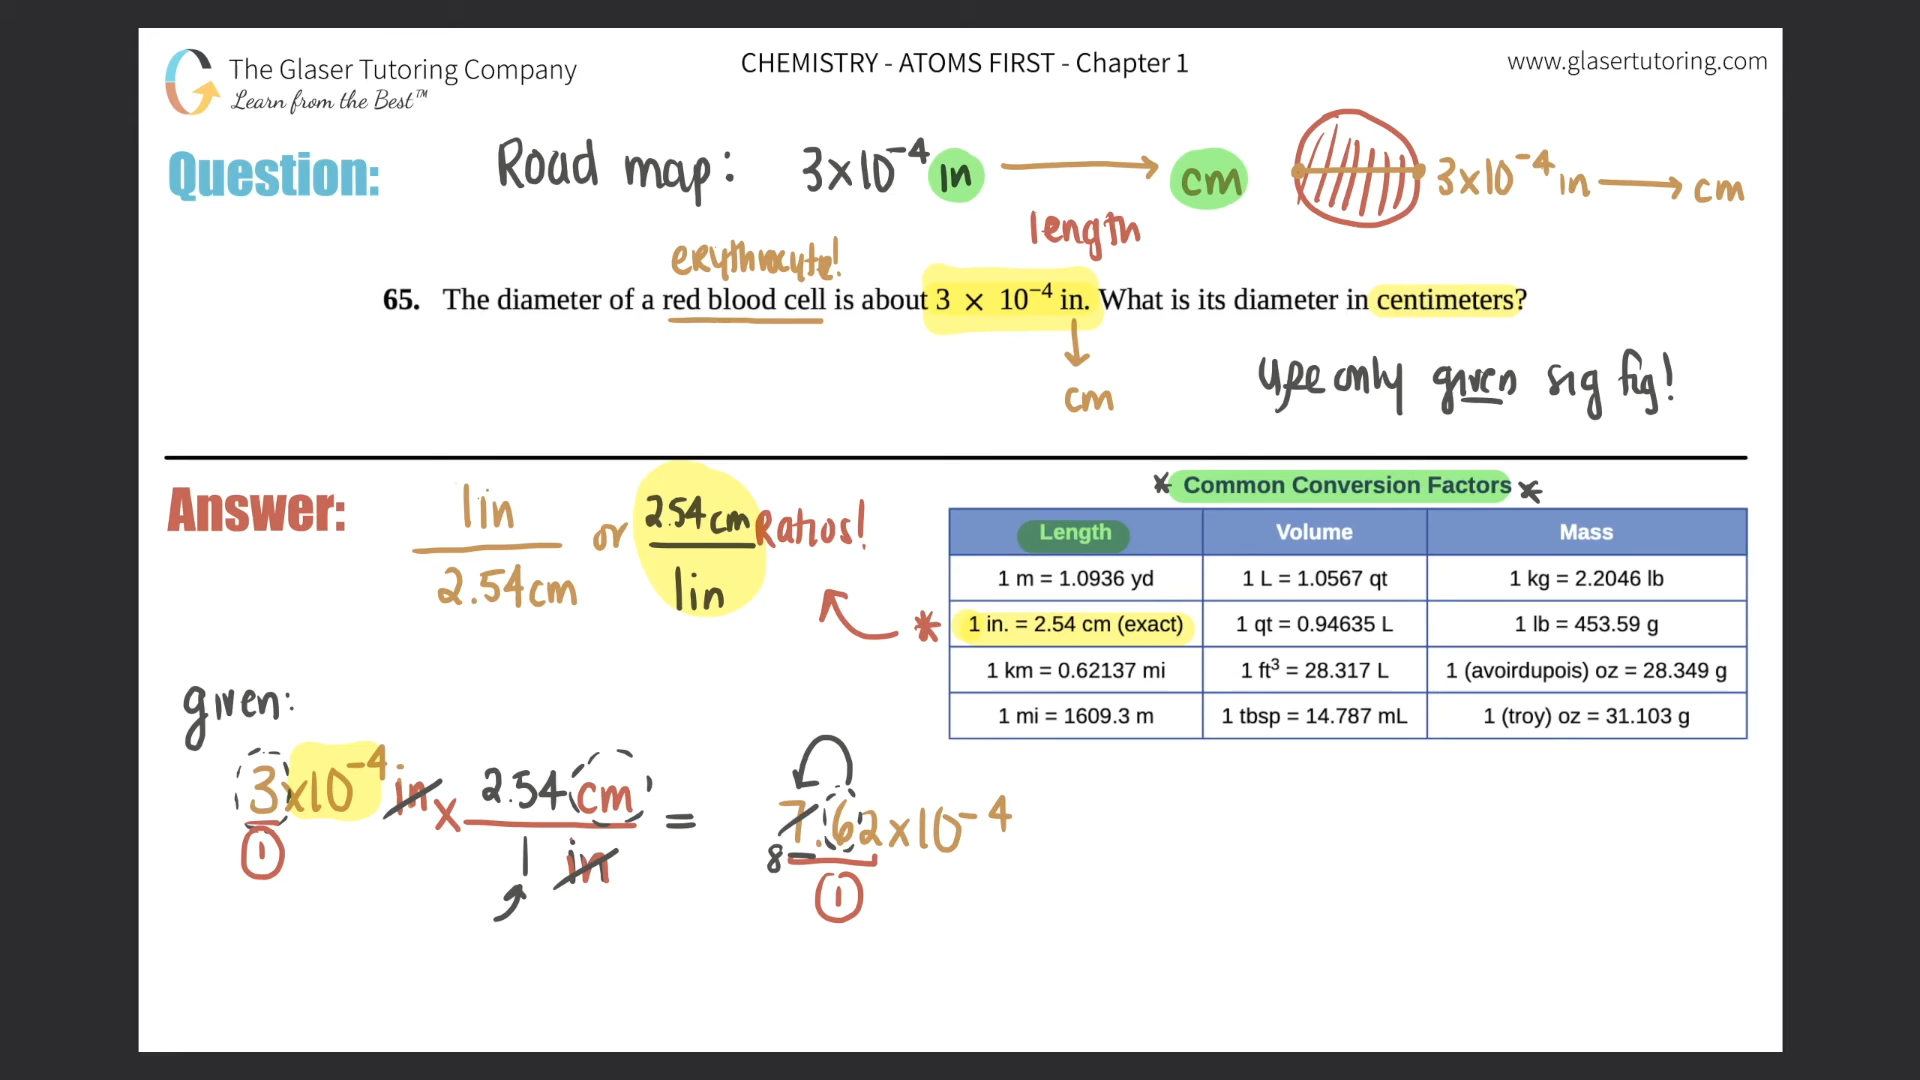 The Glaser Tutoring Company
Learn from the Best™
CHEMISTRY - ATOMS FIRST - Chapter 1
www.glasertutoring.com
Question:
Road map: 3x10⁻⁴ in → cm
length
3x10⁻⁴ in → cm
erythrocyte!
65. The diameter of a red blood cell is about 3 × 10⁻⁴ in. What is its diameter in centimeters?
cm
use only given sig fig!
Answer:
1in / 2.54cm or 2.54cm / 1in Ratios!
* Common Conversion Factors *
Length Volume Mass
1 m = 1.0936 yd 1 L = 1.0567 qt 1 kg = 2.2046 lb
* 1 in. = 2.54 cm (exact) 1 qt = 0.94635 L 1 lb = 453.59 g
1 km = 0.62137 mi 1 ft³ = 28.317 L 1 (avoirdupois) oz = 28.349 g
1 mi = 1609.3 m 1 tbsp = 14.787 mL 1 (troy) oz = 31.103 g
given:
3x10⁻⁴ in x 2.54 cm / 1 in = 7.62x10⁻⁴
8
1
1